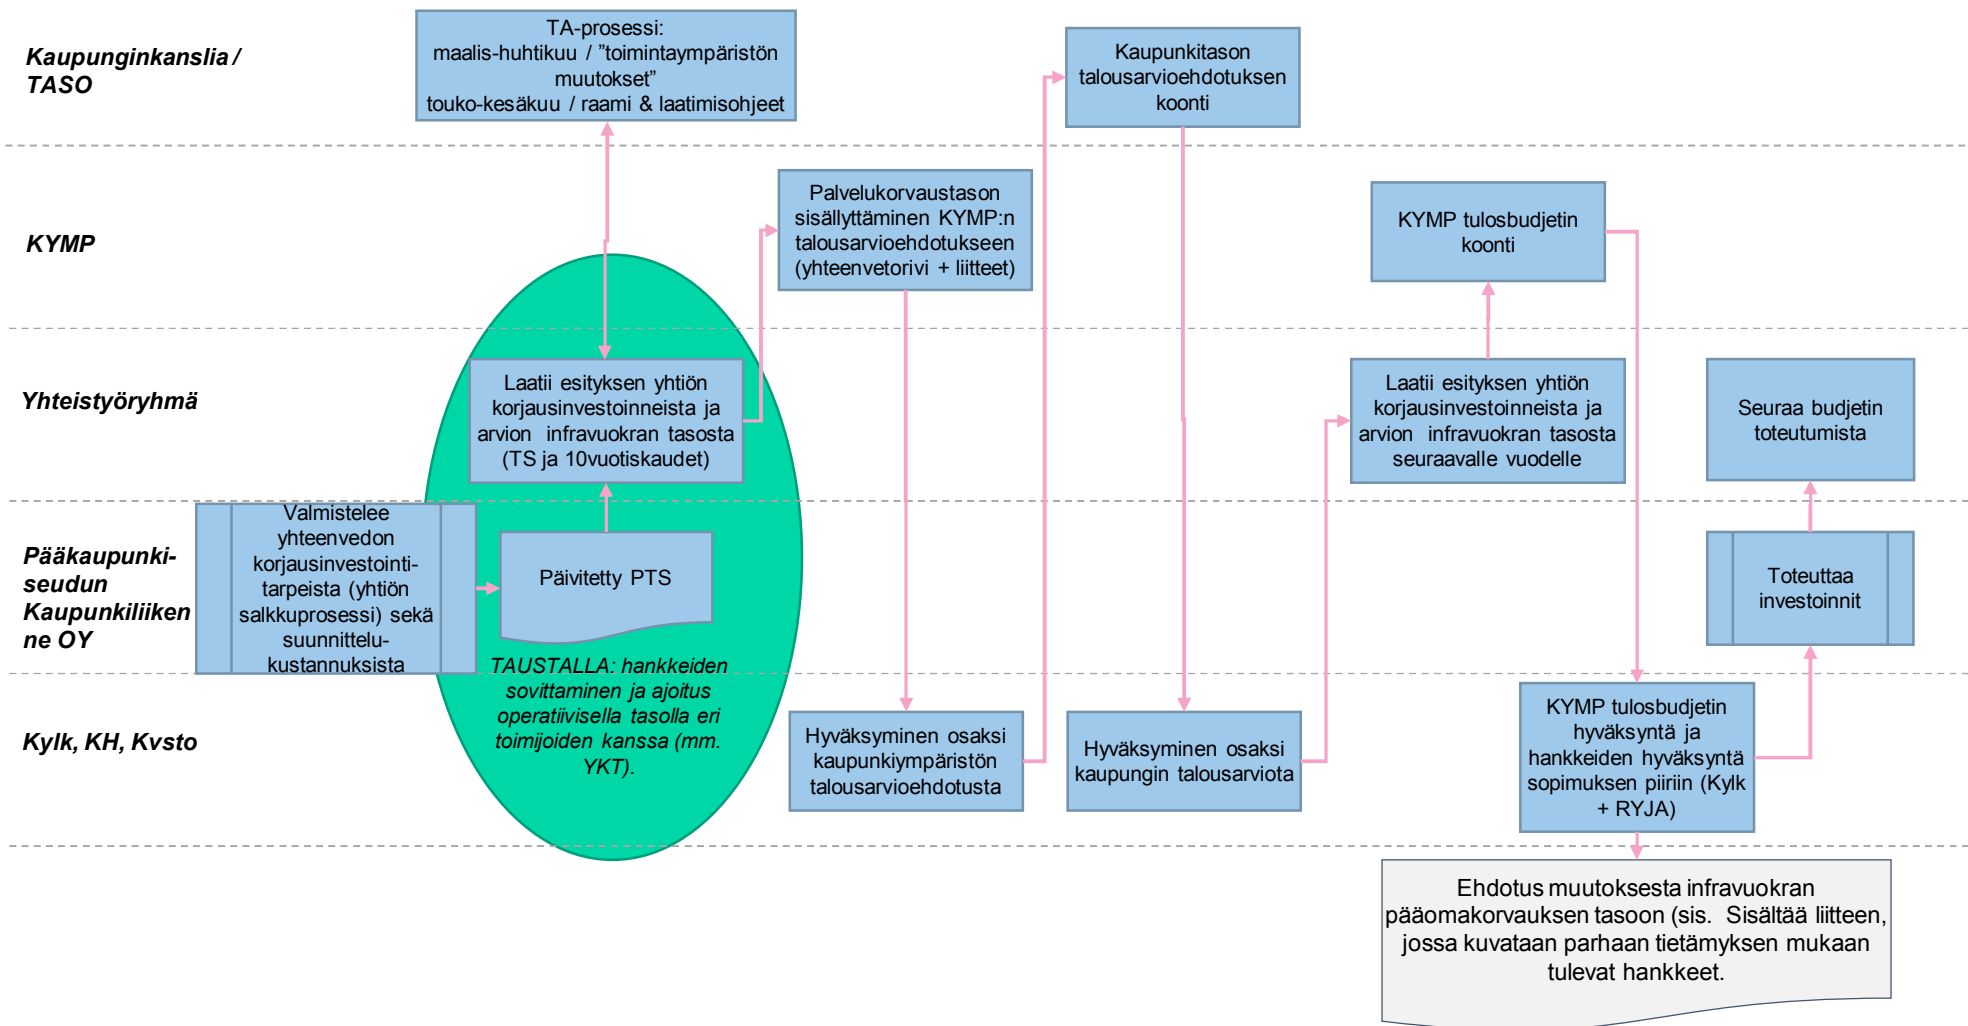 Kaupunginkanslia /
TASO
TA-prosessi:
maalis-huhtikuu / ”toimintaympäristön
muutokset”
touko-kesäkuu / raami & laatimisohjeet
Kaupunkitason
talousarvioehdotuksen
koonti
KYMP
Palvelukorvaustason
sisällyttäminen KYMP:n
talousarvioehdotukseen
(yhteenvetorivi + liitteet)
KYMP tulosbudjetin
koonti
Yhteistyöryhmä
Laatii esityksen yhtiön
korjausinvestoinneista ja
arvion infravuokran tasosta
(TS ja 10vuotiskaudet)
Laatii esityksen yhtiön
korjausinvestoinneista ja
arvion infravuokran tasosta
seuraavalle vuodelle
Seuraa budjetin
toteutumista
Pääkaupunki-
seudun
Kaupunkiliiken
ne OY
Valmistelee
yhteenvedon
korjausinvestointi-
tarpeista (yhtiön
salkkuprosessi) sekä
suunnittelu-
kustannuksista
Päivitetty PTS
Toteuttaa
investoinnit
TAUSTALLA: hankkeiden
sovittaminen ja ajoitus
operatiivisella tasolla eri
toimijoiden kanssa (mm.
YKT).
Kylk, KH, Kvsto
Hyväksyminen osaksi
kaupunkiympäristön
talousarvioehdotusta
Hyväksyminen osaksi
kaupungin talousarviota
KYMP tulosbudjetin
hyväksyntä ja
hankkeiden hyväksyntä
sopimuksen piiriin (Kylk
+ RYJA)
Ehdotus muutoksesta infravuokran
pääomakorvauksen tasoon (sis. Sisältää liitteen,
jossa kuvataan parhaan tietämyksen mukaan
tulevat hankkeet.